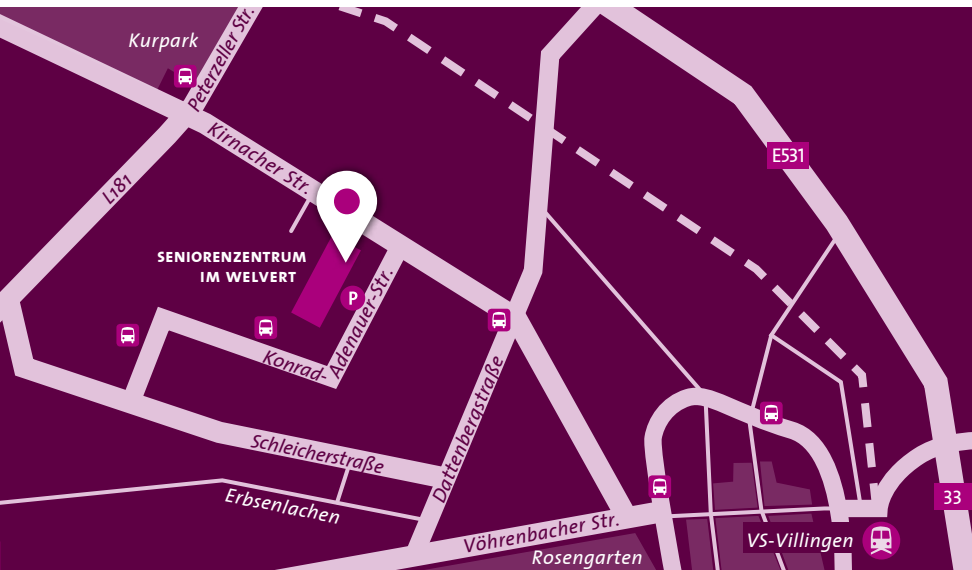 Kurpark
Peterzeller Str.
Kirnacher Str.
L181
E531
SENIORENZENTRUM
IM WELVERT
P
Konrad-Adenauer-Str.
Dattenbergstraße
Schleicherstraße
Erbsenlachen
33
Vöhrenbacher Str.
VS-Villingen
Rosengarten